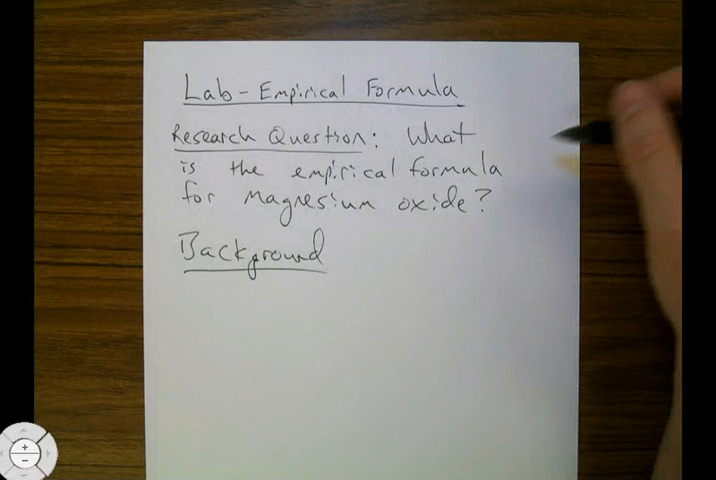 Lab - Empirical Formula
Research Question: What
is the empirical formula
for magnesium oxide?
Background